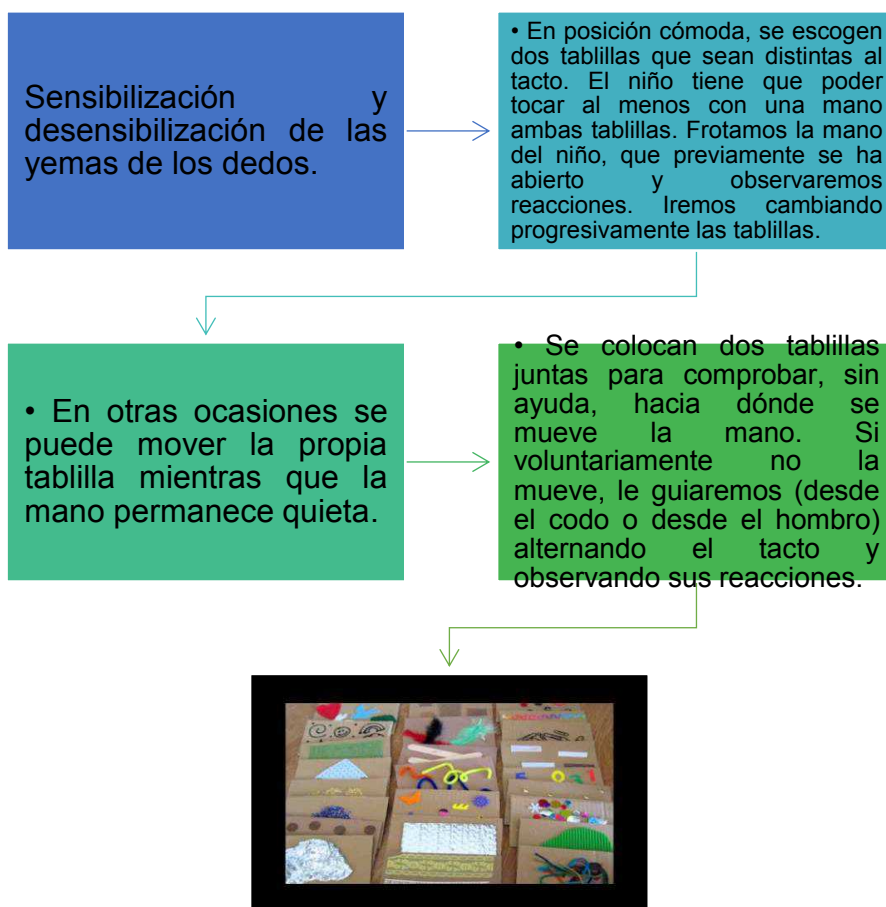 Sensibilización y
desensibilización de las
yemas de los dedos.
• En posición cómoda, se escogen
dos tablillas que sean distintas al
tacto. El niño tiene que poder
tocar al menos con una mano
ambas tablillas. Frotamos la mano
del niño, que previamente se ha
abierto y observaremos
reacciones. Iremos cambiando
progresivamente las tablillas.
• En otras ocasiones se
puede mover la propia
tablilla mientras que la
mano permanece quieta.
• Se colocan dos tablillas
juntas para comprobar, sin
ayuda, hacia dónde se
mueve la mano. Si
voluntariamente no la
mueve, le guiaremos (desde
el codo o desde el hombro)
alternando el tacto y
observando sus reacciones.